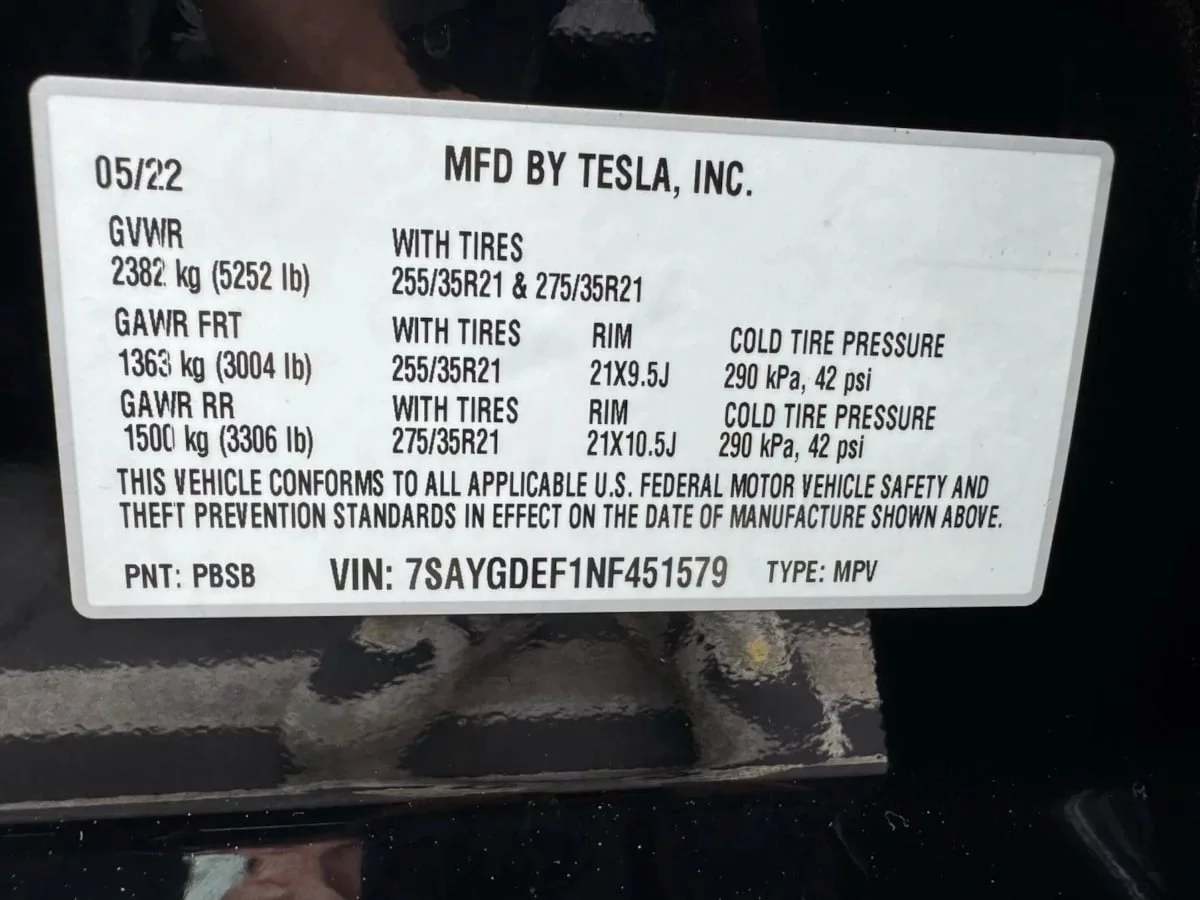 05/22 MFD BY TESLA, INC.
GVWR WITH TIRES
2382 kg (5252 lb) 255/35R21 & 275/35R21
GAWR FRT WITH TIRES RIM COLD TIRE PRESSURE
1363 kg (3004 lb) 255/35R21 21X9.5J 290 kPa, 42 psi
GAWR RR WITH TIRES RIM COLD TIRE PRESSURE
1500 kg (3306 lb) 275/35R21 21X10.5J 290 kPa, 42 psi
THIS VEHICLE CONFORMS TO ALL APPLICABLE U.S. FEDERAL MOTOR VEHICLE SAFETY AND
THEFT PREVENTION STANDARDS IN EFFECT ON THE DATE OF MANUFACTURE SHOWN ABOVE.
PNT: PBSB VIN: 7SAYGDEF1NF451579 TYPE: MPV